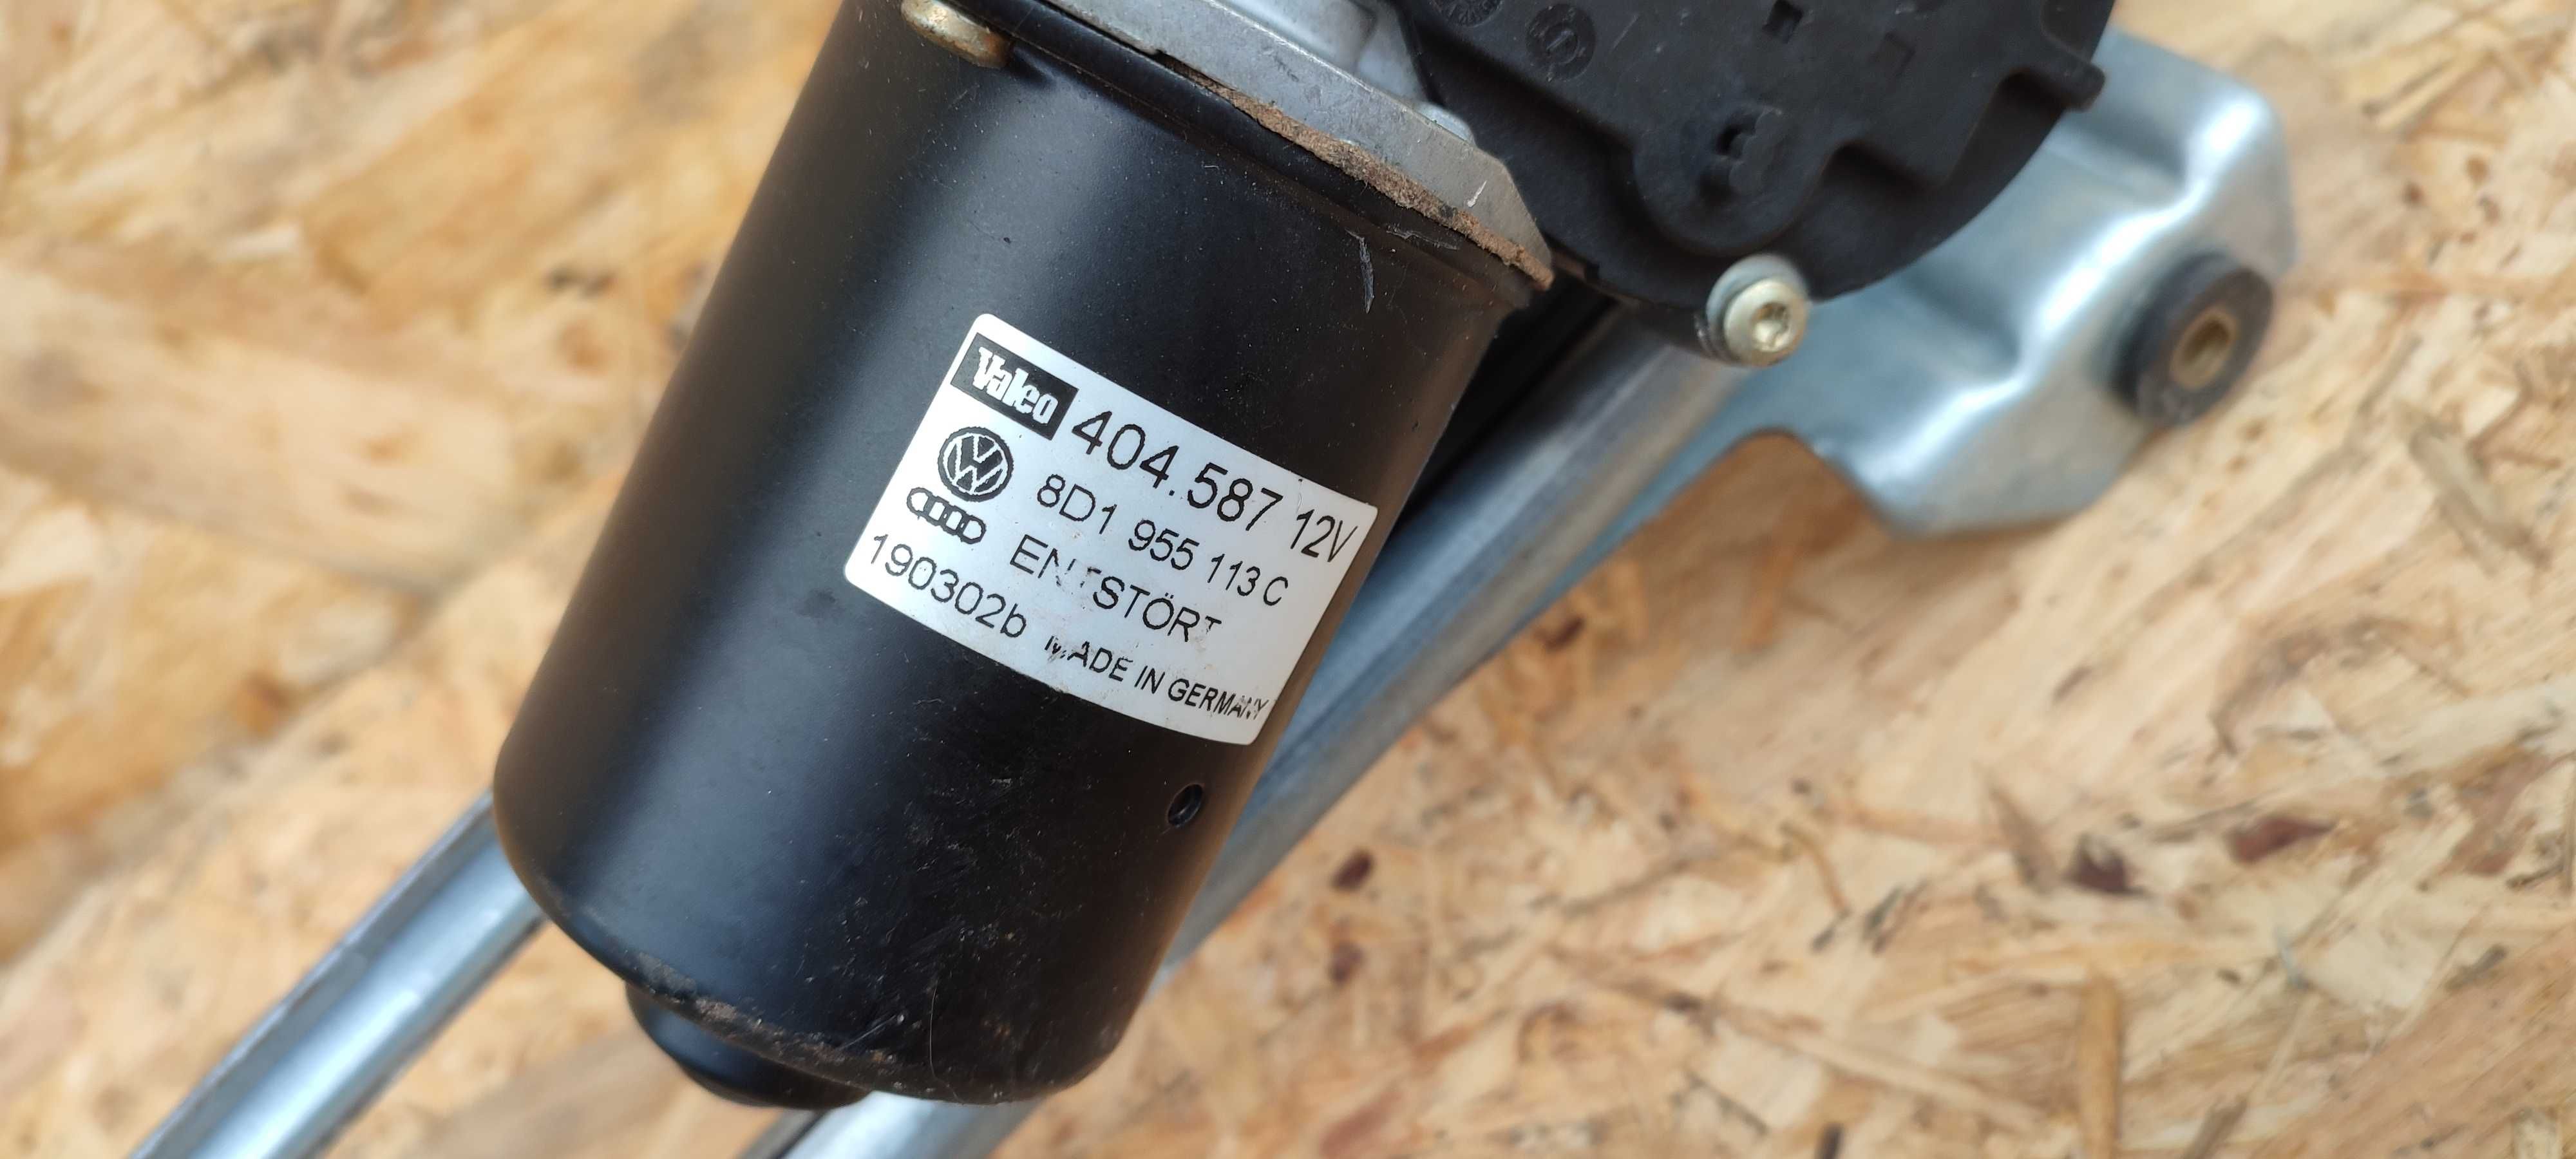 Valeo 404.587 12V
8D1 955 113 C
ENTSTÖRT
190302b MADE IN GERMANY